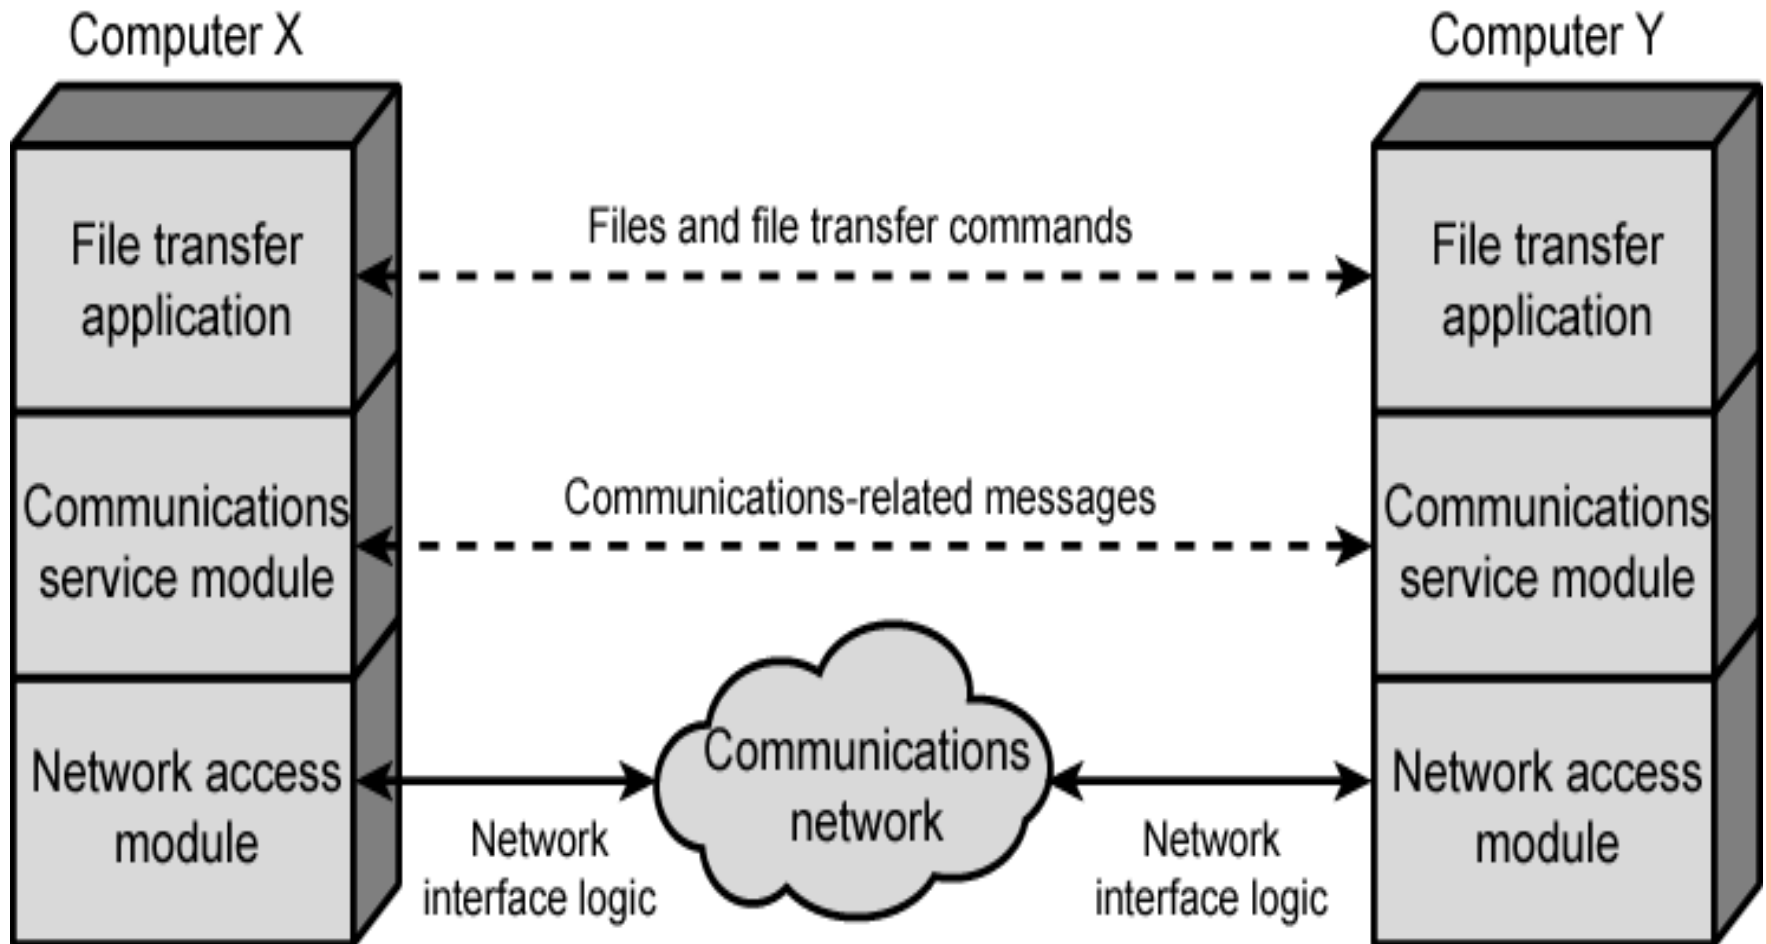 Computer X
Computer Y
File transfer
application
Files and file transfer commands
File transfer
application
Communications
service module
Communications-related messages
Communications
service module
Network access
module
Network
interface logic
Communications
network
Network
interface logic
Network access
module